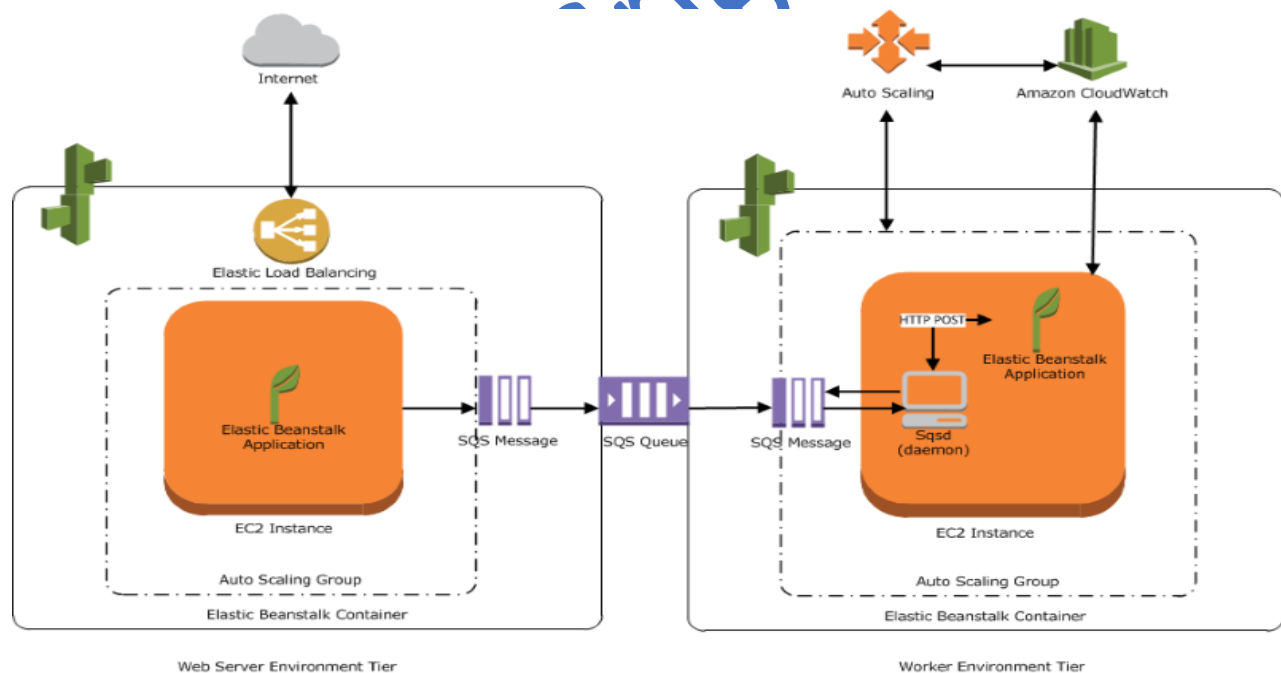 Internet
Auto Scaling
Amazon CloudWatch
Elastic Load Balancing
Elastic Beanstalk
Application
EC2 Instance
Auto Scaling Group
Elastic Beanstalk Container
Web Server Environment Tier
SQS Message
SQS Queue
SQS Message
HTTP POST
Elastic Beanstalk
Application
Sqsd
(daemon)
EC2 Instance
Auto Scaling Group
Elastic Beanstalk Container
Worker Environment Tier